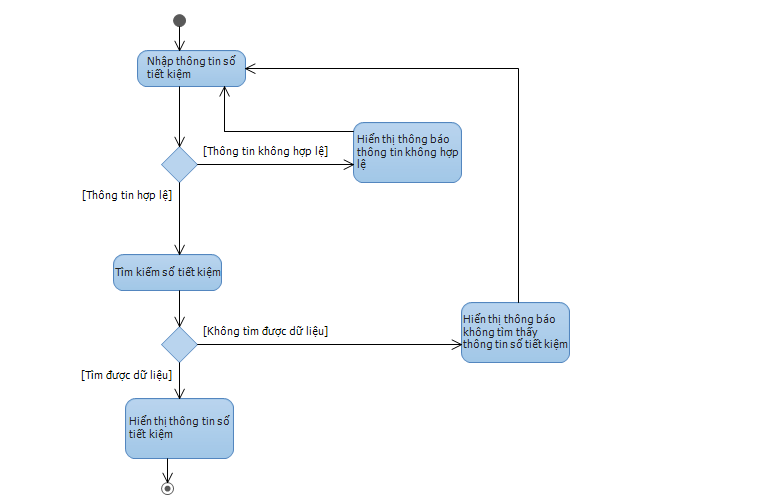 Nhập thông tin sổ
tiết kiệm
Hiển thị thông báo
thông tin không hợp
lệ
[Thông tin không hợp lệ]
[Thông tin hợp lệ]
Tìm kiếm sổ tiết kiệm
[Không tìm được dữ liệu]
Hiển thị thông báo
không tìm thấy
thông tin sổ tiết kiệm
[Tìm được dữ liệu]
Hiển thị thông tin sổ
tiết kiệm